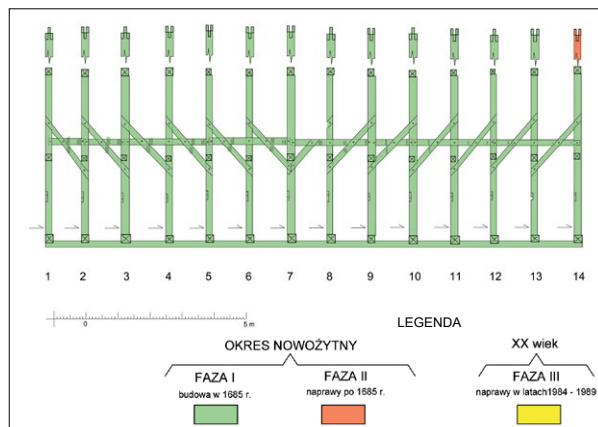 1 2 3 4 5 6 7 8 9 10 11 12 13 14
0 5 m
LEGENDA
OKRES NOWOŻYTNY XX wiek
FAZA I FAZA II FAZA III
budowa w 1685 r. naprawy po 1685 r. naprawy w latach1984 - 1989